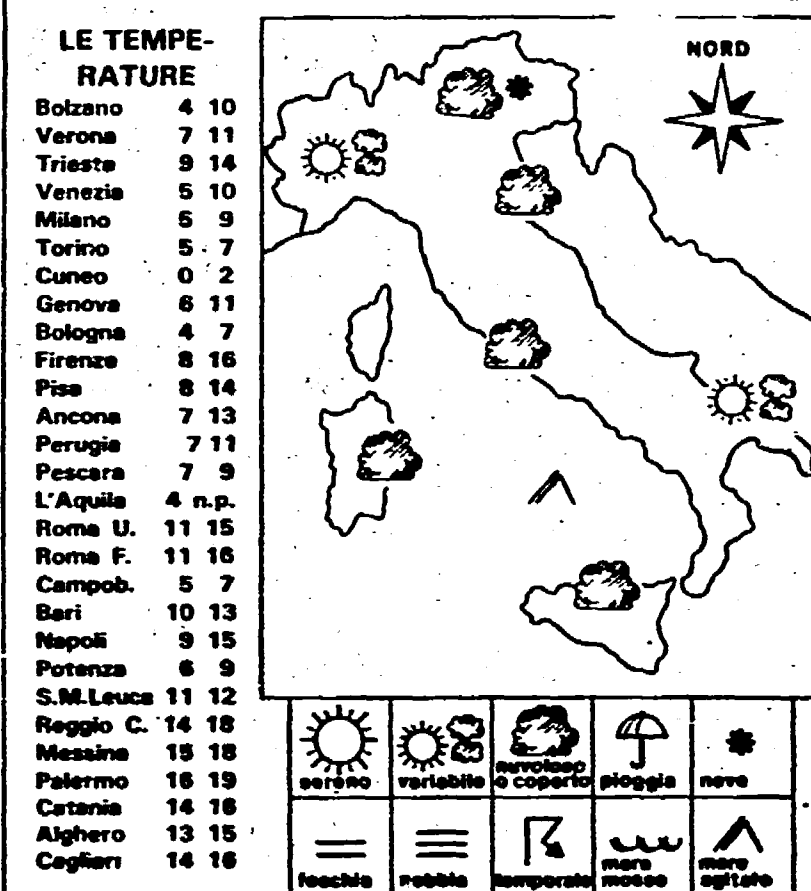 LE TEMPE-
RATURE
Bolzano 4 10
Verona 7 11
Trieste 9 14
Venezia 5 10
Milano 5 9
Torino 5 7
Cuneo 0 2
Genova 6 11
Bologna 4 7
Firenze 8 16
Pisa 8 14
Ancona 7 13
Perugia 7 11
Pescara 7 9
L'Aquila 4 n.p.
Roma U. 11 15
Roma F. 11 16
Campob. 5 7
Bari 10 13
Napoli 9 15
Potenza 6 9
S.M.Leuca 11 12
Reggio C. 14 18
Messina 15 18
Palermo 16 19
Catania 14 16
Alghero 13 15
Cagliari 14 16
NORD
sereno
variabile
nuvoloso
o coperto
pioggia
neve
foschia
nebbia
temporale
mare
mosso
mare
agitato